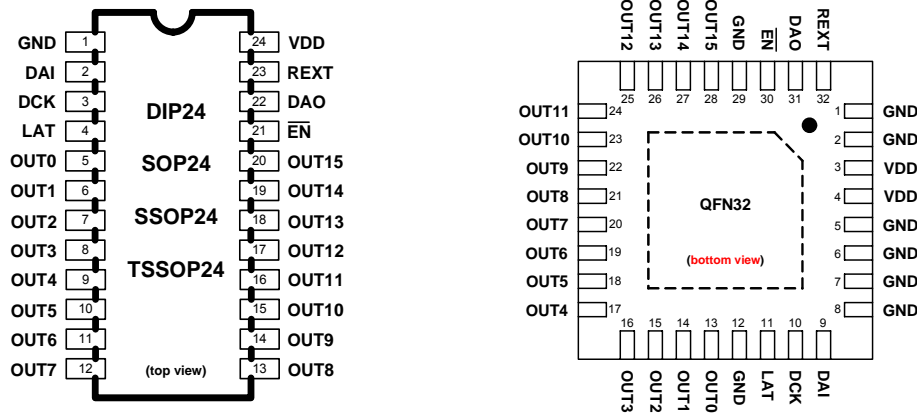 GND 1 24 VDD
DAI 2 23 REXT
DCK 3 22 DAO
LAT 4 21 EN
OUT0 5 20 OUT15
OUT1 6 19 OUT14
OUT2 7 18 OUT13
OUT3 8 17 OUT12
OUT4 9 16 OUT11
OUT5 10 15 OUT10
OUT6 11 14 OUT9
OUT7 12 13 OUT8
DIP24
SOP24
SSOP24
TSSOP24
(top view)
OUT12 OUT13 OUT14 OUT15 GND EN DAO REXT
25 26 27 28 29 30 31 32
OUT11 24 1 GND
OUT10 23 2 GND
OUT9 22 3 VDD
OUT8 21 4 VDD
OUT7 20 5 GND
OUT6 19 6 GND
OUT5 18 7 GND
OUT4 17 8 GND
QFN32
(bottom view)
16 15 14 13 12 11 10 9
OUT3 OUT2 OUT1 OUT0 GND LAT DCK DAI